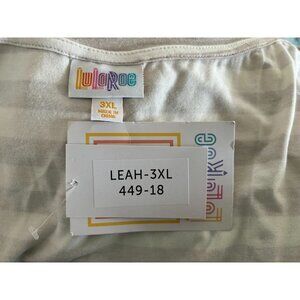 LuLaRoe
3XL
MADE IN
CHINA
LuLaRoe
LEAH-3XL
449-18